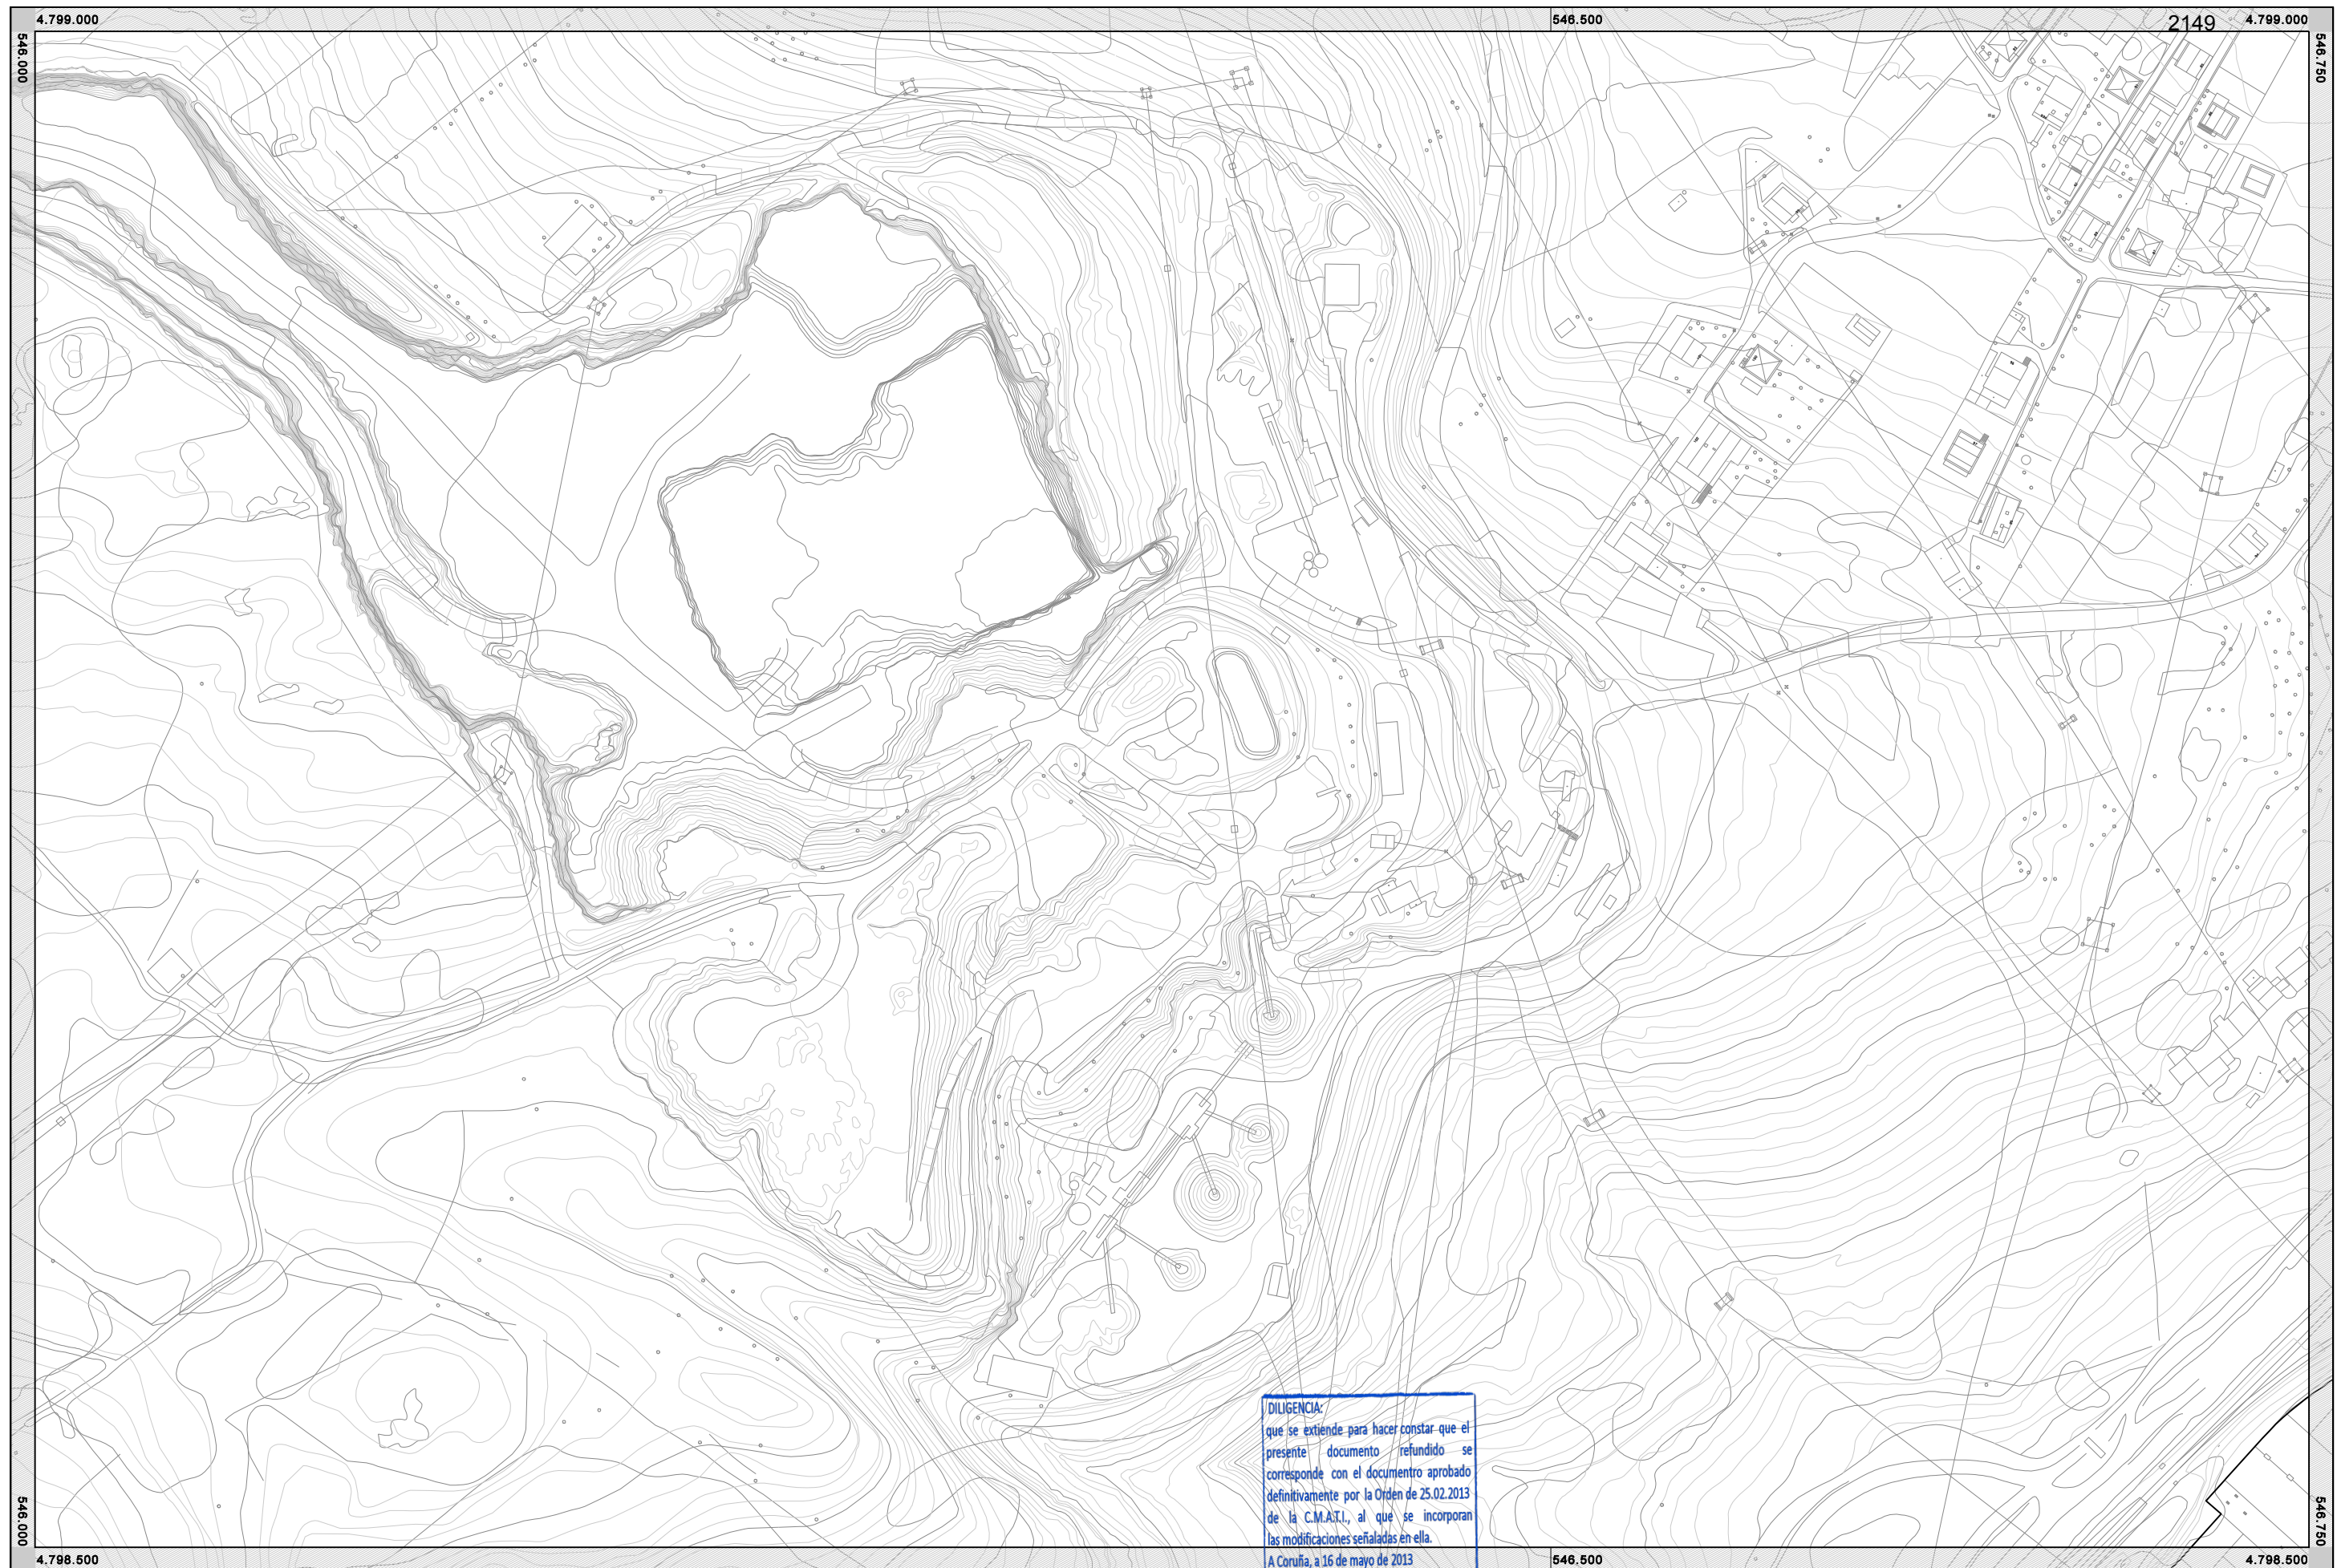 4.799.000
546.500
2149
4.799.000
546.000
546.750
DILIGENCIA:
que se extiende para hacer constar que el
presente documento refundido se
corresponde con el documentro aprobado
definitivamente por la Orden de 25.02.2013
de la C.M.A.T.I., al que se incorporan
las modificaciones señaladas en ella.
A Coruña, a 16 de mayo de 2013
546.000
546.750
4.798.500
546.500
4.798.500